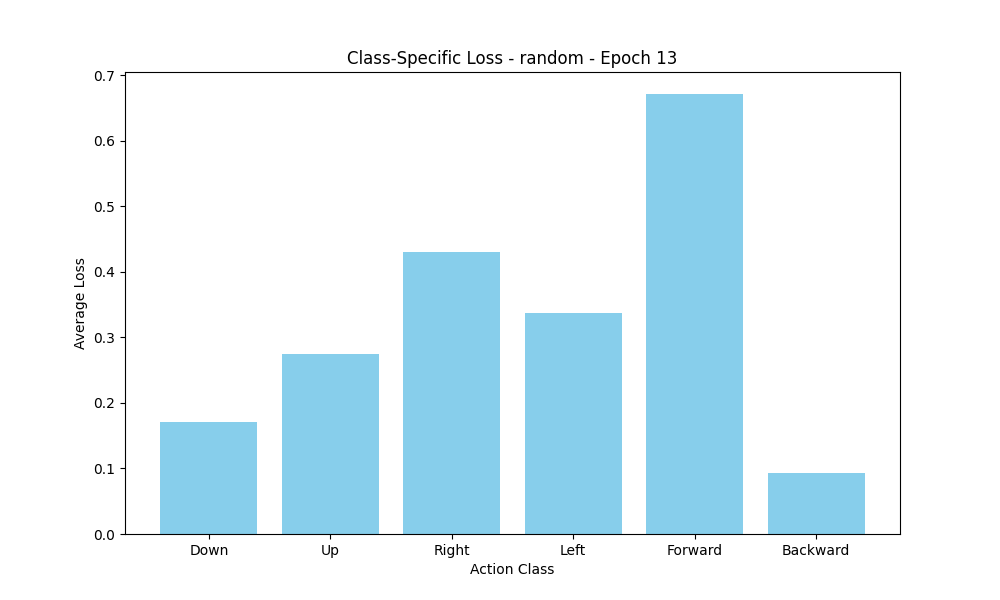 Class-Specific Loss - random - Epoch 13
0.7
0.6
0.5
0.4
0.3
0.2
0.1
0.0
Average Loss
Down Up Right Left Forward Backward
Action Class